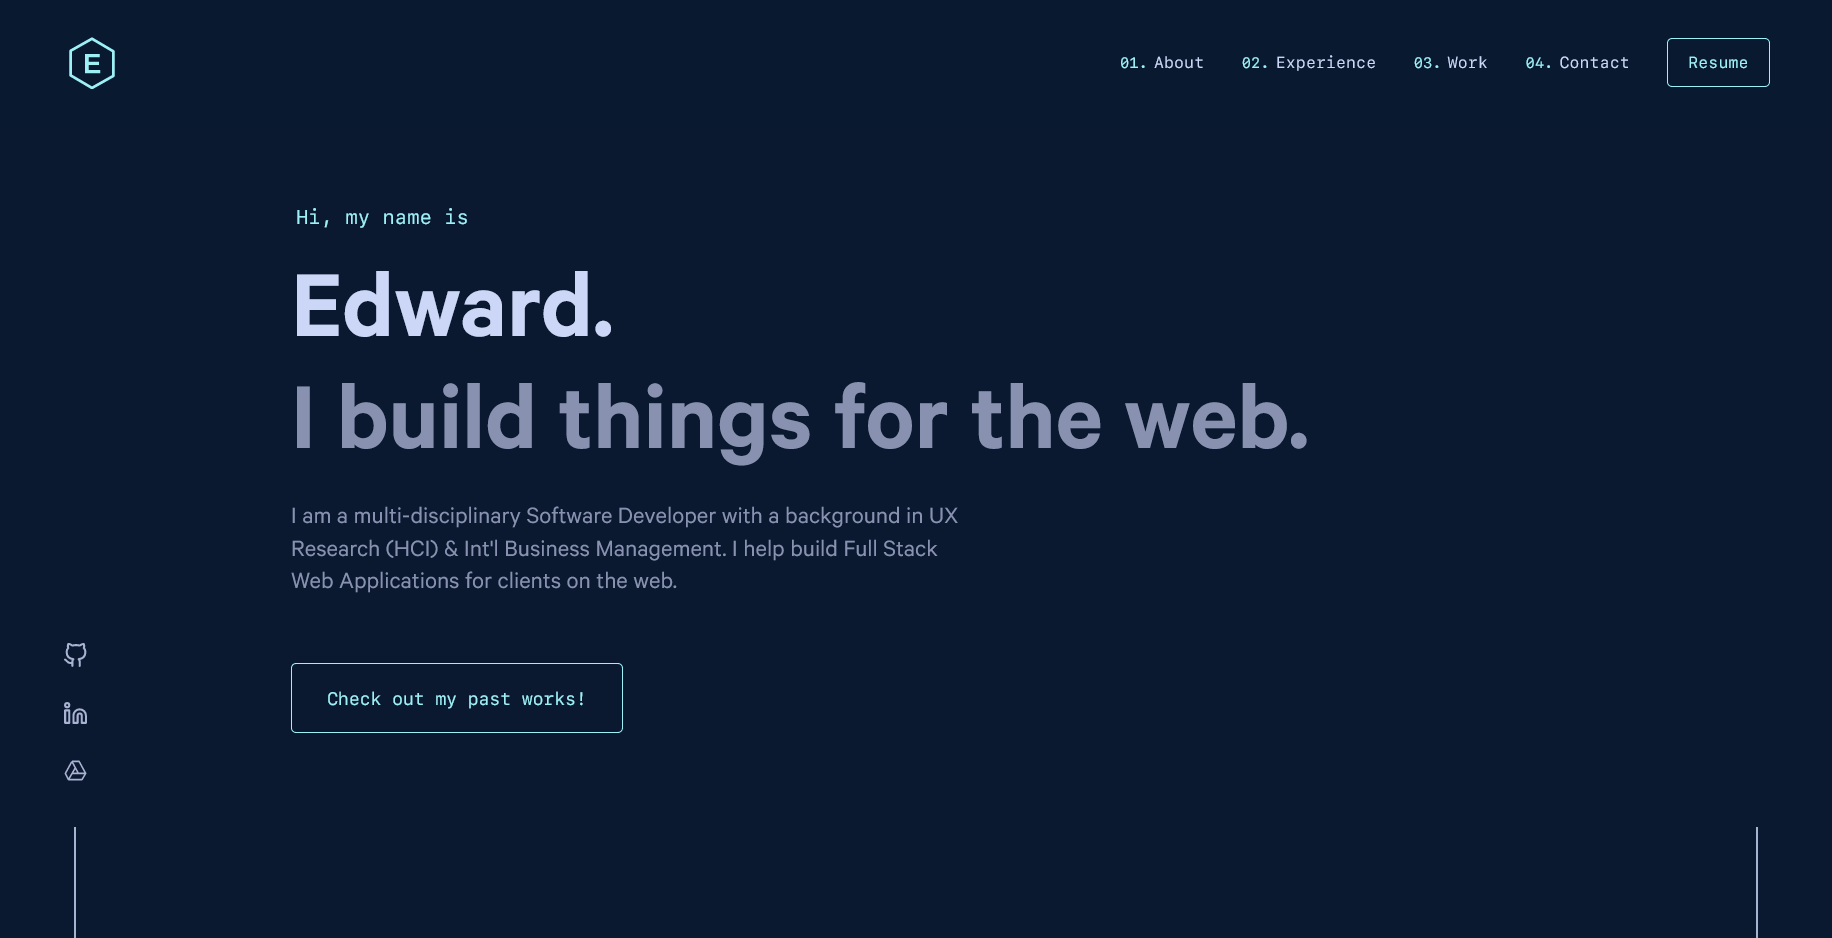 E
01. About 02. Experience 03. Work 04. Contact Resume
Hi, my name is
Edward.
I build things for the web.
I am a multi-disciplinary Software Developer with a background in UX
Research (HCI) & Int'l Business Management. I help build Full Stack
Web Applications for clients on the web.
in
Check out my past works!